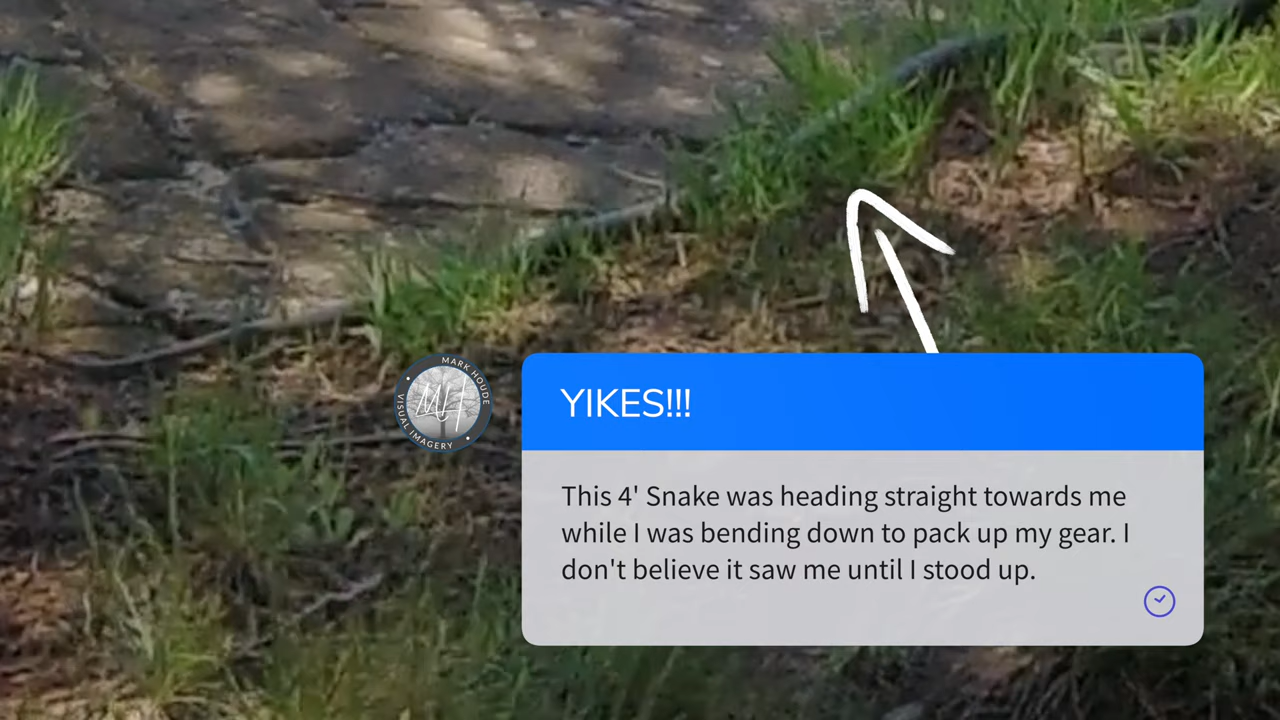 MARK HOUDE
MH
VISUAL IMAGERY
YIKES!!!
This 4' Snake was heading straight towards me
while I was bending down to pack up my gear. I
don't believe it saw me until I stood up.